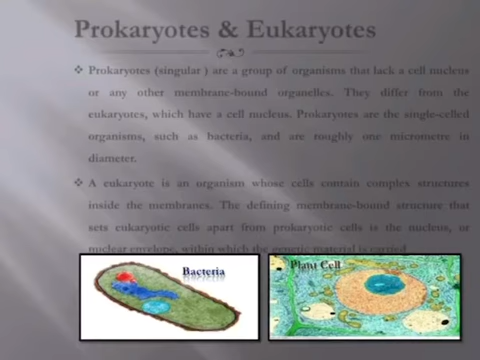 Prokaryotes & Eukaryotes
❖ Prokaryotes (singular ) are a group of organisms that lack a cell nucleus
or any other membrane-bound organelles. They differ from the
eukaryotes, which have a cell nucleus. Prokaryotes are the single-celled
organisms, such as bacteria, and are roughly one micrometre in
diameter.
❖ A eukaryote is an organism whose cells contain complex structures
inside the membranes. The defining membrane-bound structure that
sets eukaryotic cells apart from prokaryotic cells is the nucleus, or
nuclear envelope, within which the genetic material is carried
Bacteria
Plant Cell